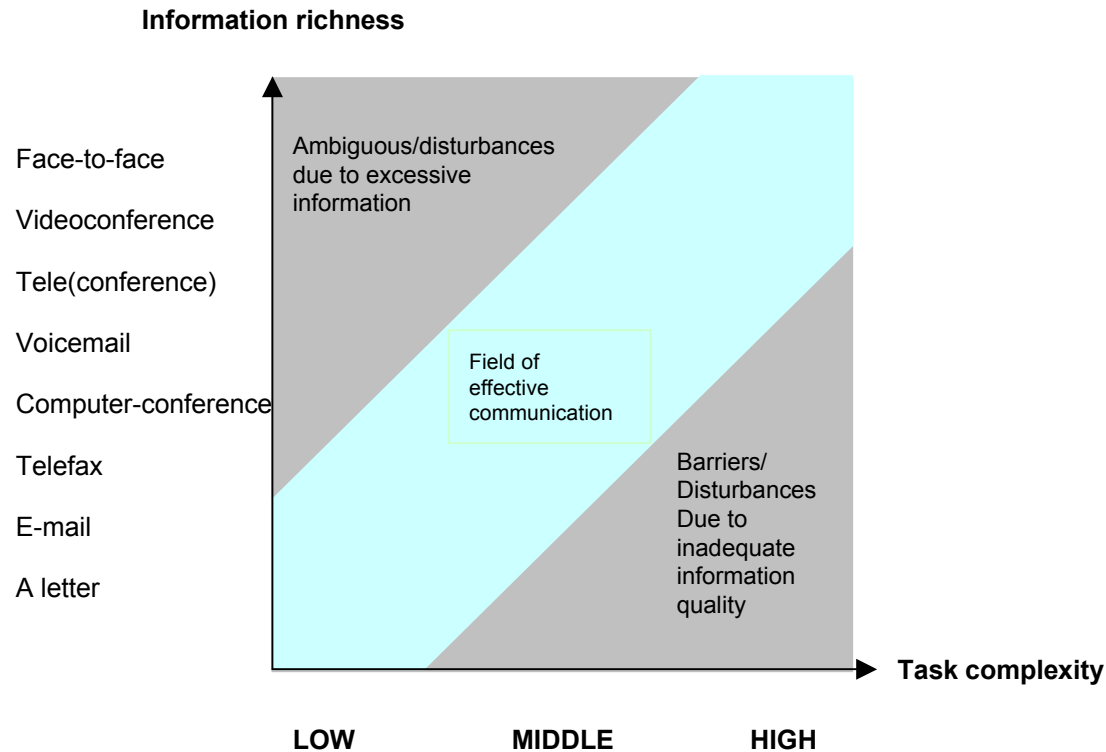 Information richness
Face-to-face
Videoconference
Tele(conference)
Voicemail
Computer-conference
Telefax
E-mail
A letter
Ambiguous/disturbances
due to excessive
information
Field of
effective
communication
Barriers/
Disturbances
Due to
inadequate
information
quality
Task complexity
LOW
MIDDLE
HIGH